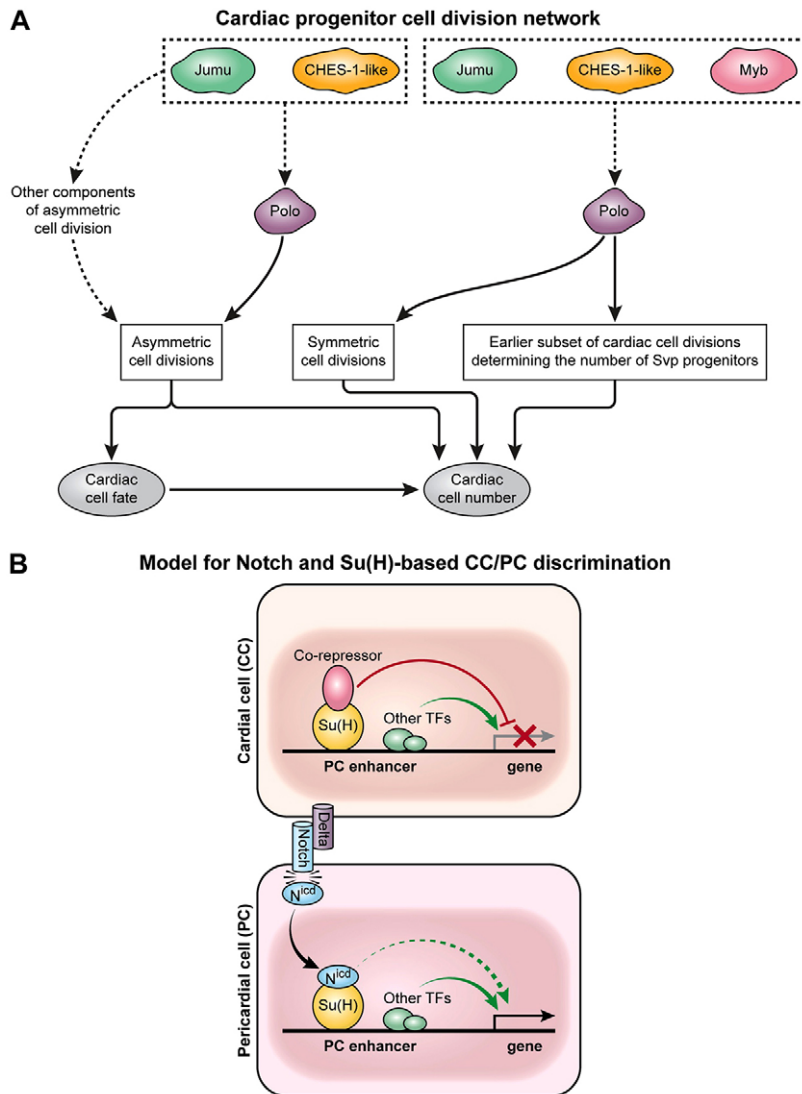 A
Cardiac progenitor cell division network
Jumu
CHES-1-like
Jumu
CHES-1-like
Myb
Other components
of asymmetric
cell division
Polo
Polo
Asymmetric
cell divisions
Symmetric
cell divisions
Earlier subset of cardiac cell divisions
determining the number of Svp progenitors
Cardiac
cell fate
Cardiac
cell number
B
Model for Notch and Su(H)-based CC/PC discrimination
Cardial cell (CC)
Co-repressor
Su(H)
Other TFs
PC enhancer
gene
Notch
Delta
Nicd
Pericardial cell (PC)
Nicd
Su(H)
Other TFs
PC enhancer
gene